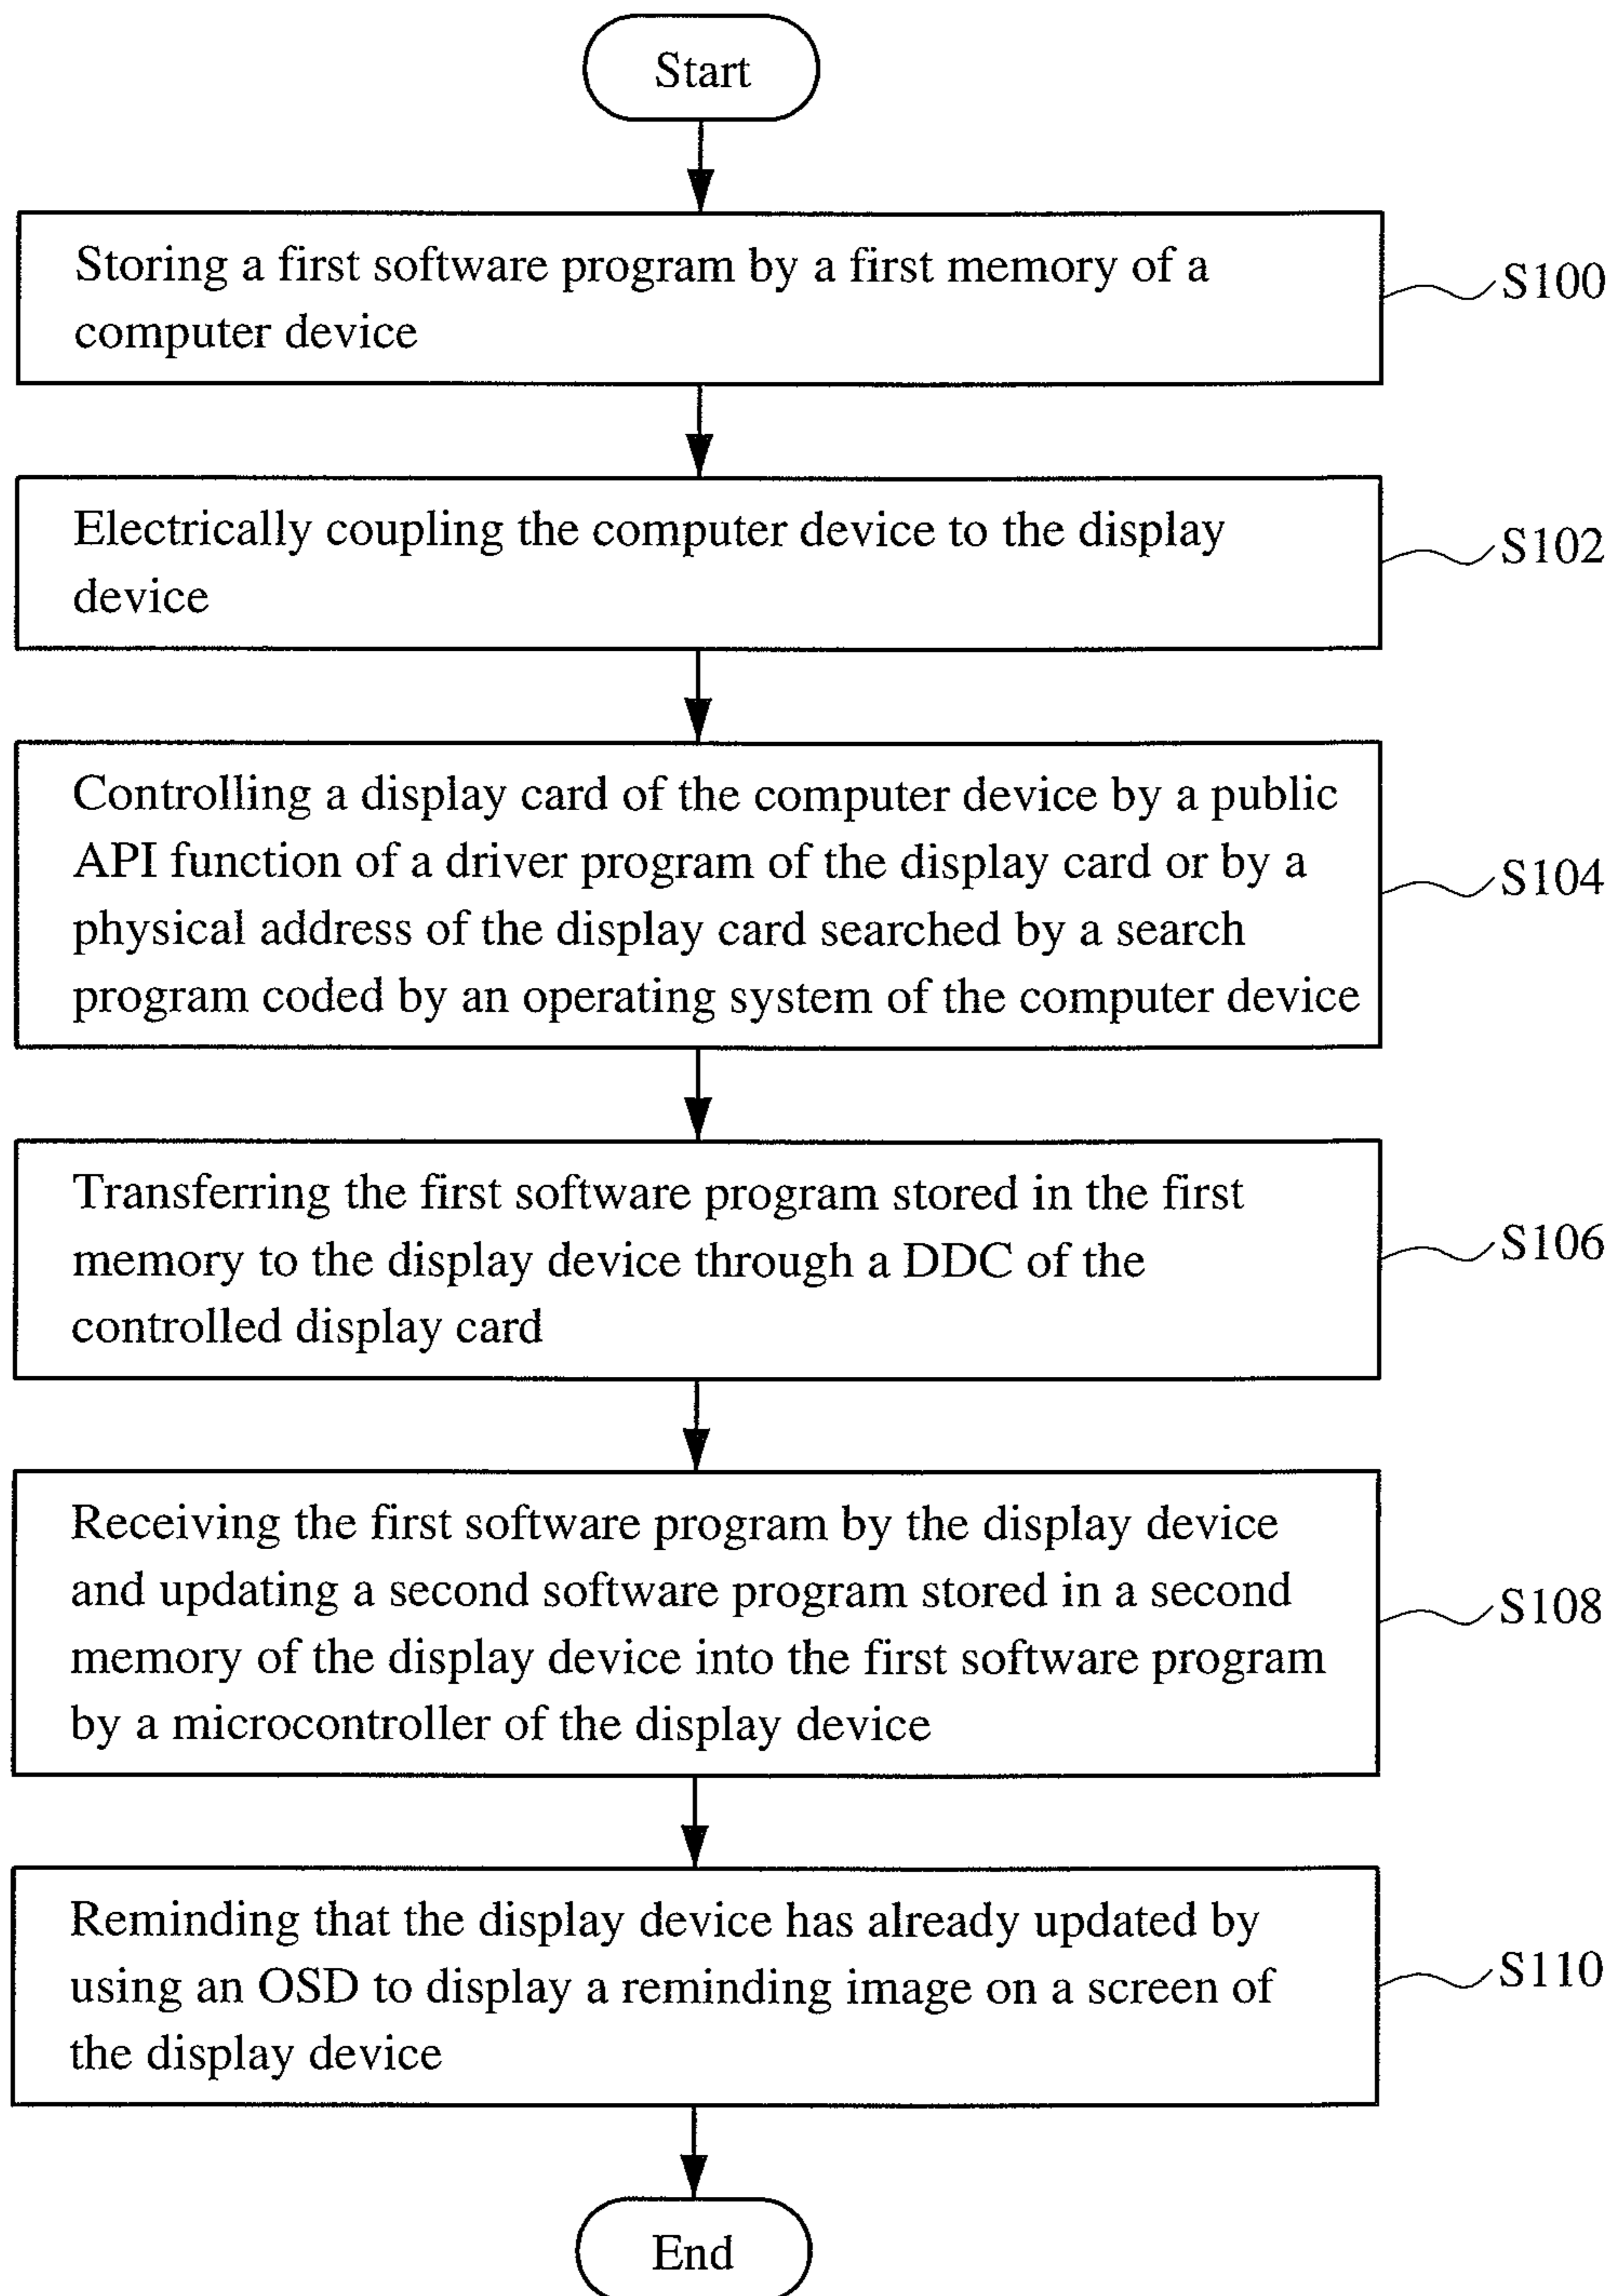 Start
Storing a first software program by a first memory of a
computer device
S100
Electrically coupling the computer device to the display
device
S102
Controlling a display card of the computer device by a public
API function of a driver program of the display card or by a
physical address of the display card searched by a search
program coded by an operating system of the computer device
S104
Transferring the first software program stored in the first
memory to the display device through a DDC of the
controlled display card
S106
Receiving the first software program by the display device
and updating a second software program stored in a second
memory of the display device into the first software program
by a microcontroller of the display device
S108
Reminding that the display device has already updated by
using an OSD to display a reminding image on a screen of
the display device
S110
End